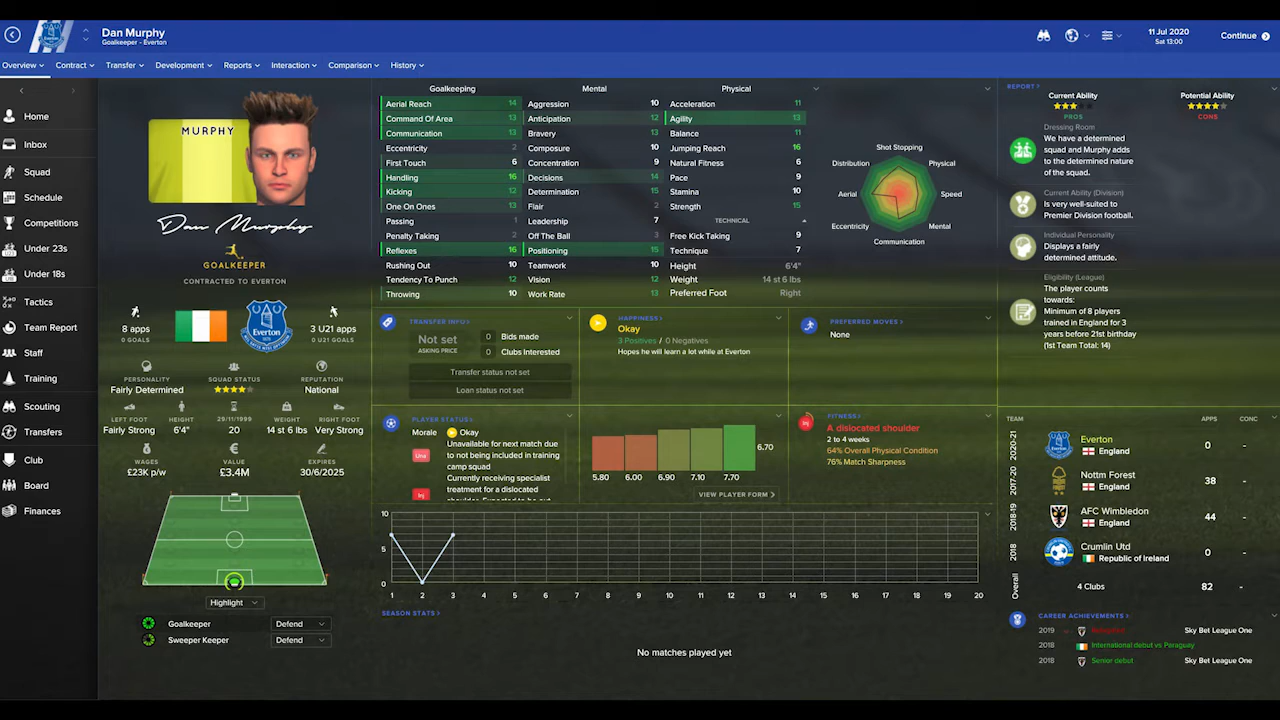 Dan Murphy
Goalkeeper - Everton
11 Jul 2020
Sat 13:00
Continue
Overview
Contract
Transfer
Development
Reports
Interaction
Comparison
History
Home
Inbox
Squad
Schedule
Competitions
Under 23s
Under 18s
Tactics
Team Report
Staff
Training
Scouting
Transfers
Club
Board
Finances
MURPHY
Dan Murphy
GOALKEEPER
CONTRACTED TO EVERTON
8 apps
0 GOALS
Everton
3 U21 apps
0 U21 GOALS
PERSONALITY
Fairly Determined
SQUAD STATUS
REPUTATION
National
LEFT FOOT
Fairly Strong
HEIGHT
6'4"
29/11/1999
20
WEIGHT
14 st 6 lbs
RIGHT FOOT
Very Strong
WAGES
£23K p/w
VALUE
£3.4M
EXPIRES
30/6/2025
Highlight
Goalkeeper Defend
Sweeper Keeper Defend
Goalkeeping
Aerial Reach 14
Command Of Area 13
Communication 13
Eccentricity 2
First Touch 6
Handling 16
Kicking 12
One On Ones 13
Passing 1
Penalty Taking 2
Reflexes 16
Rushing Out 10
Tendency To Punch 12
Throwing 10
Mental
Aggression 10
Anticipation 12
Bravery 13
Composure 10
Concentration 9
Decisions 14
Determination 15
Flair 2
Leadership 7
Off The Ball 3
Positioning 15
Teamwork 10
Vision 12
Work Rate 13
Physical
Acceleration 11
Agility 13
Balance 11
Jumping Reach 16
Natural Fitness 6
Pace 9
Stamina 10
Strength 15
TECHNICAL
Free Kick Taking 9
Technique 7
Height 6'4"
Weight 14 st 6 lbs
Preferred Foot Right
Shot Stopping
Physical
Speed
Mental
Communication
Eccentricity
Aerial
Distribution
TRANSFER INFO
Not set
ASKING PRICE
0 Bids made
0 Clubs Interested
Transfer status not set
Loan status not set
HAPPINESS
Okay
3 Positives / 0 Negatives
Hopes he will learn a lot while at Everton
PREFERRED MOVES
None
PLAYER STATUS
Morale Okay
Una
Unavailable for next match due
to not being included in training
camp squad
Inj
Currently receiving specialist
treatment for a dislocated
5.80
6.00
6.90
7.10
7.70
6.70
VIEW PLAYER FORM
FITNESS
Inj
A dislocated shoulder
2 to 4 weeks
64% Overall Physical Condition
76% Match Sharpness
10
5
0
1 2 3 4 5 6 7 8 9 10 11 12 13 14 15 16 17 18 19 20
SEASON STATS
No matches played yet
REPORT
Current Ability
PROS
Potential Ability
CONS
Dressing Room
We have a determined
squad and Murphy adds
to the determined nature
of the squad.
Current Ability (Division)
Is very well-suited to
Premier Division football.
Individual Personality
Displays a fairly
determined attitude.
Eligibility (League)
The player counts
towards:
Minimum of 8 players
trained in England for 3
years before 21st birthday
(1st Team Total: 14)
TEAM APPS CONC
2020-21 Everton England 0 -
2017-20 Nottm Forest England 38 -
2018-19 AFC Wimbledon England 44 -
2018 Crumlin Utd Republic of Ireland 0 -
Overall 4 Clubs 82 -
CAREER ACHIEVEMENTS
2019 Sky Bet League One
2018 International debut vs Paraguay
2018 Senior debut Sky Bet League One